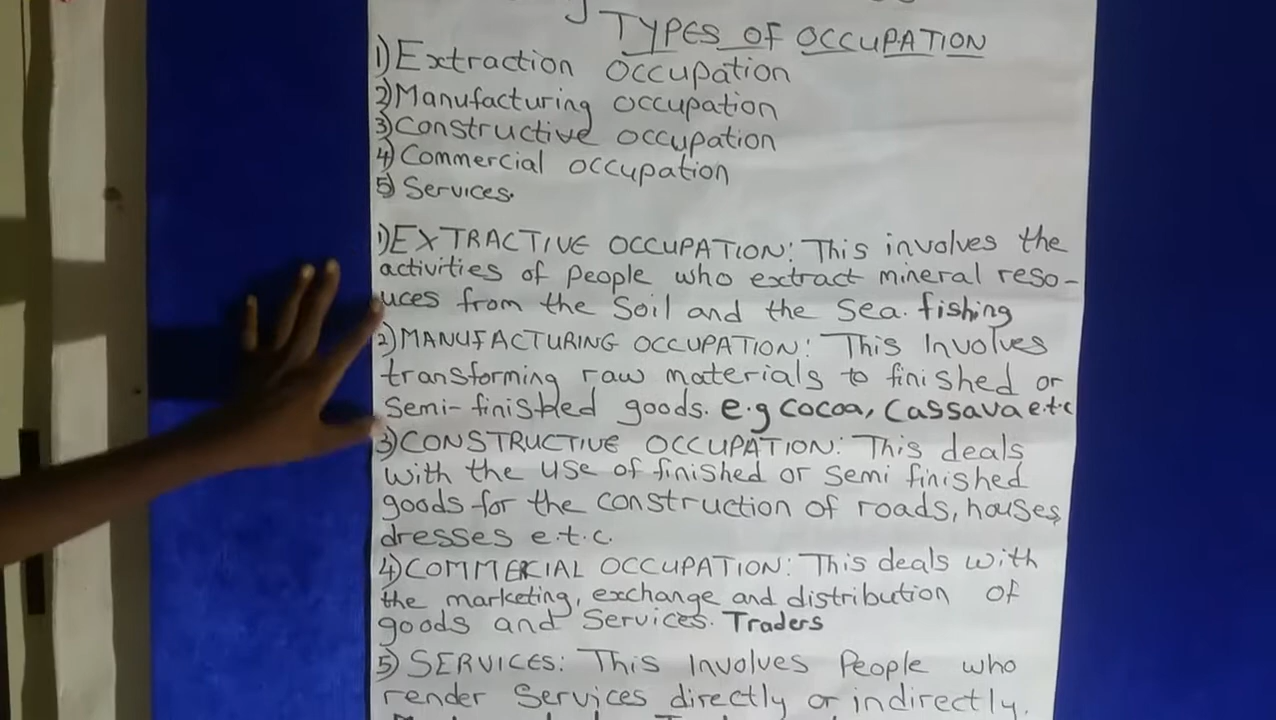 TYPES OF OCCUPATION
1) Extraction occupation
2) Manufacturing occupation
3) Constructive occupation
4) Commercial occupation
5) Services.
1) EXTRACTIVE OCCUPATION: This involves the
activities of people who extract mineral reso-
uces from the Soil and the Sea. fishing
2) MANUFACTURING OCCUPATION: This Involves
transforming raw materials to finished or
Semi-finished goods. e.g cocoa, Cassava e.t.c
3) CONSTRUCTIVE OCCUPATION: This deals
with the use of finished or semi finished
goods for the construction of roads, houses,
dresses e.t.c.
4) COMMERCIAL OCCUPATION: This deals with
the marketing, exchange and distribution of
goods and Services. Traders
5) SERVICES: This Involves People who
render Services directly or indirectly.